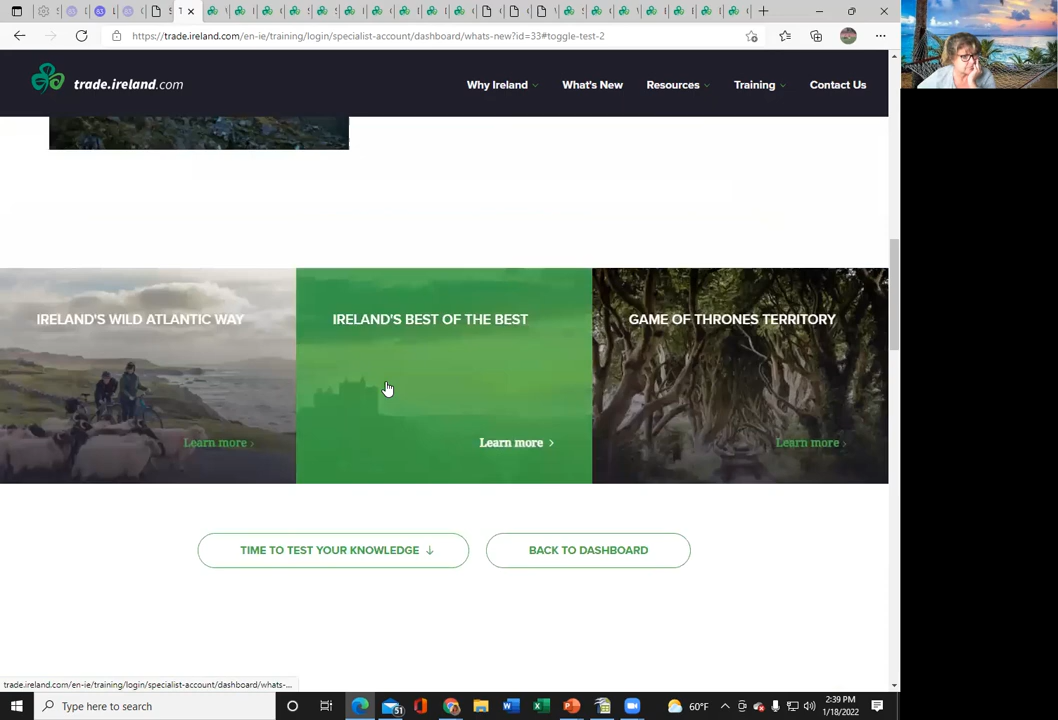 https://trade.ireland.com/en-ie/training/login/specialist-account/dashboard/whats-new?id=33#toggle-test-2
trade.ireland.com
Why Ireland
What's New
Resources
Training
Contact Us
IRELAND'S WILD ATLANTIC WAY
IRELAND'S BEST OF THE BEST
GAME OF THRONES TERRITORY
Learn more
Learn more
Learn more
TIME TO TEST YOUR KNOWLEDGE
BACK TO DASHBOARD
trade.ireland.com/en-ie/training/login/specialist-account/dashboard/whats-...
Type here to search
51
60°F
2:39 PM
1/18/2022